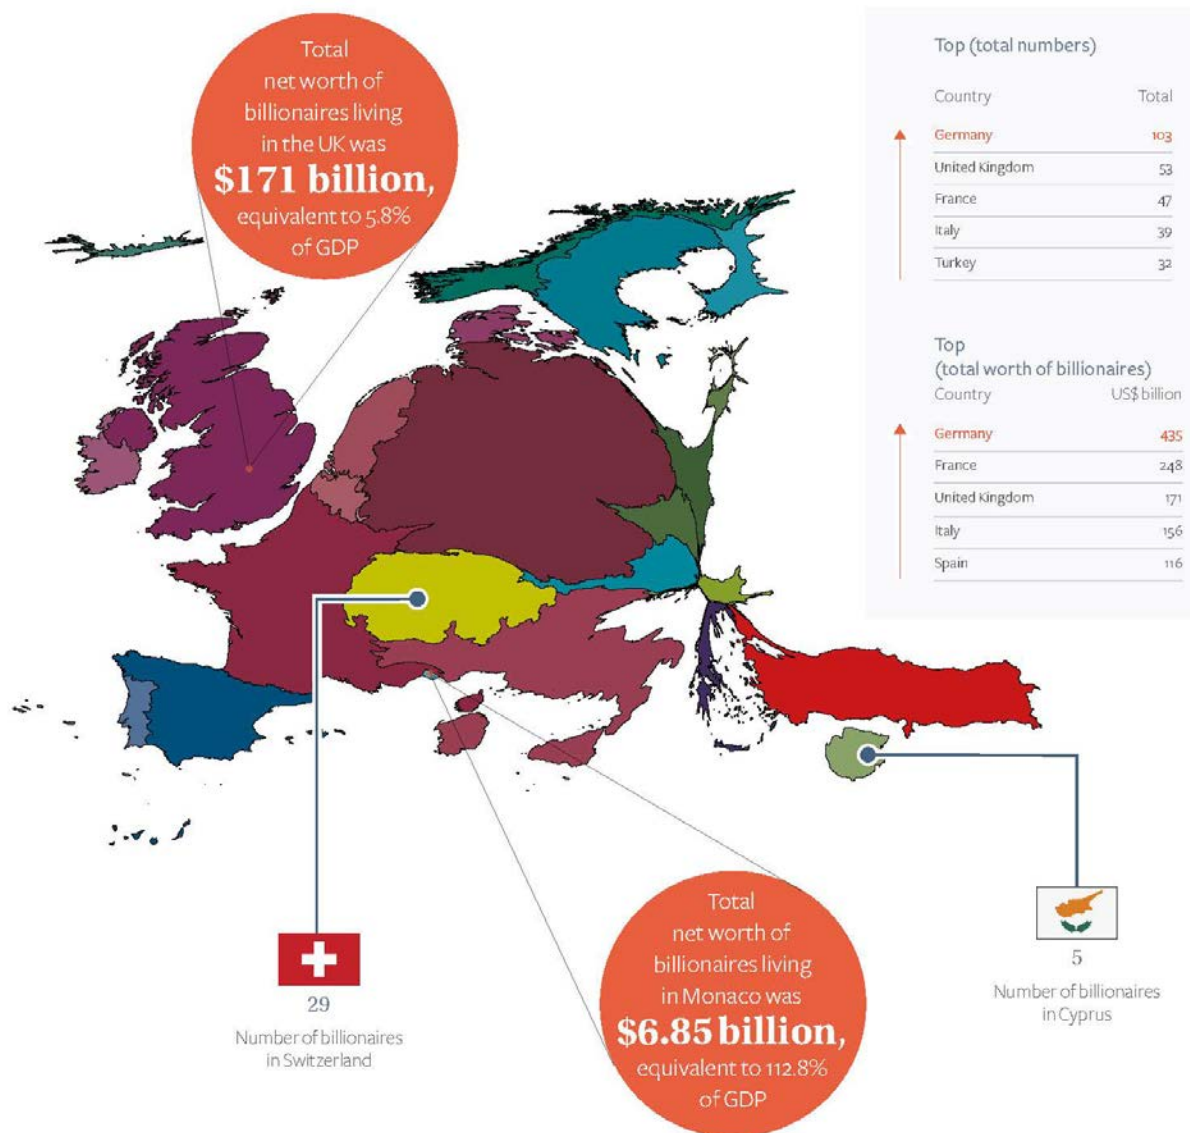 Total
net worth of
billionaires living
in the UK was
$171 billion,
equivalent to 5.8%
of GDP
Top (total numbers)
Country Total
Germany 103
United Kingdom 53
France 47
Italy 39
Turkey 32
Top
(total worth of billionaires)
Country US$ billion
Germany 435
France 248
United Kingdom 171
Italy 156
Spain 116
29
Number of billionaires
in Switzerland
Total
net worth of
billionaires living
in Monaco was
$6.85 billion,
equivalent to 112.8%
of GDP
5
Number of billionaires
in Cyprus